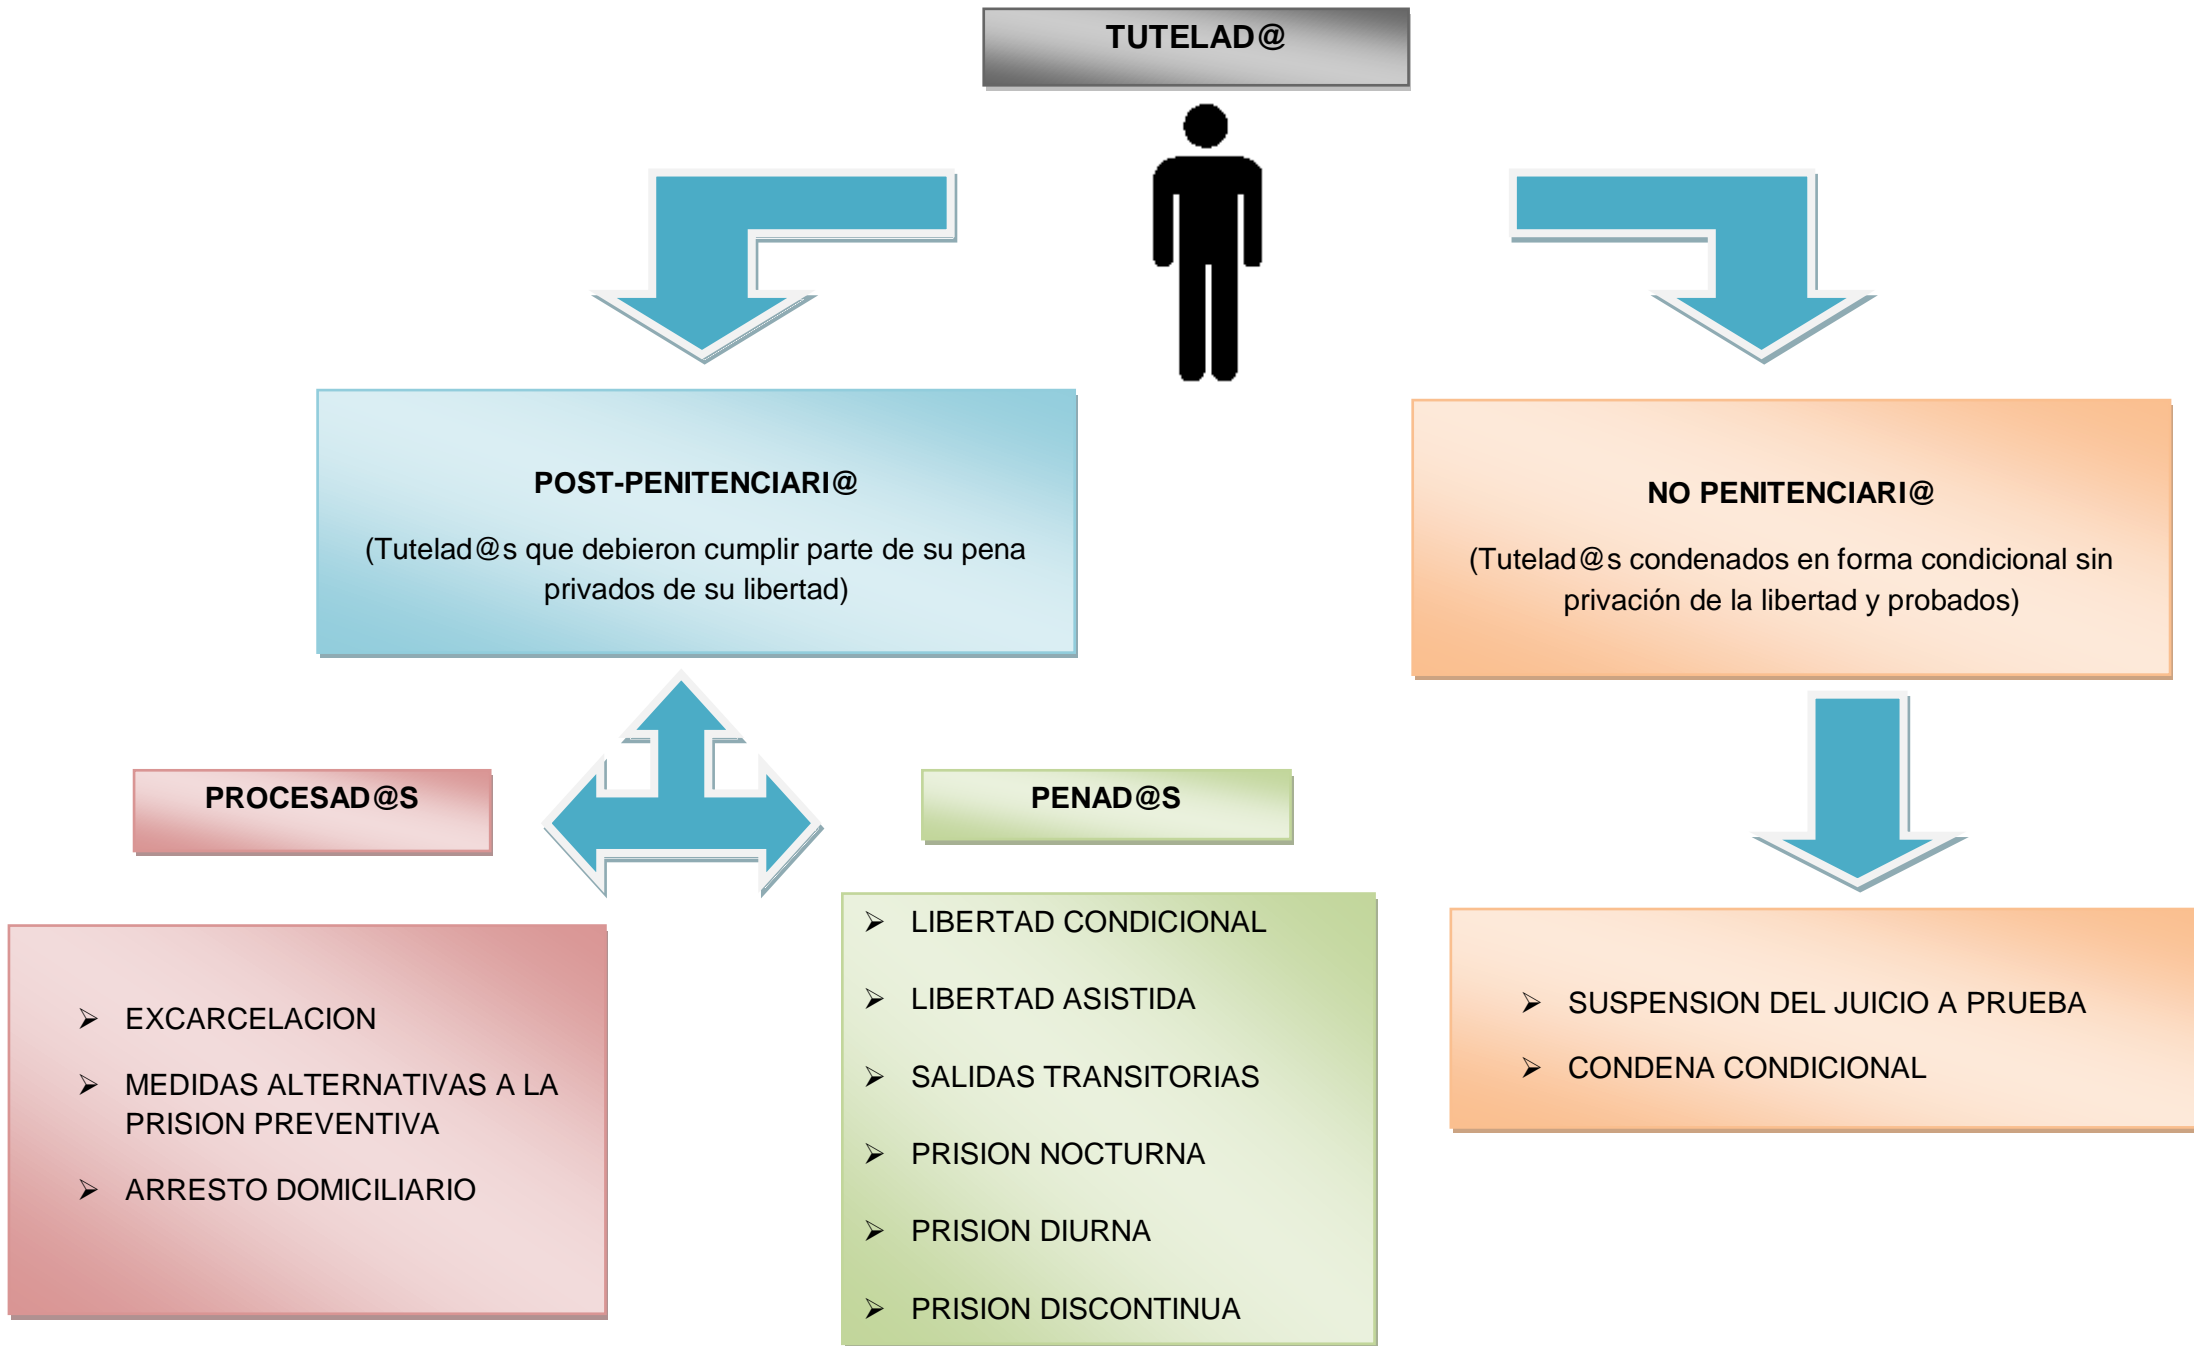 TUTELAD@
POST-PENITENCIARI@
(Tutelad@s que debieron cumplir parte de su pena
privados de su libertad)
NO PENITENCIARI@
(Tutelad@s condenados en forma condicional sin
privación de la libertad y probados)
PROCESAD@S
➢ EXCARCELACION
➢ MEDIDAS ALTERNATIVAS A LA
PRISION PREVENTIVA
➢ ARRESTO DOMICILIARIO
PENAD@S
➢ LIBERTAD CONDICIONAL
➢ LIBERTAD ASISTIDA
➢ SALIDAS TRANSITORIAS
➢ PRISION NOCTURNA
➢ PRISION DIURNA
➢ PRISION DISCONTINUA
➢ SUSPENSION DEL JUICIO A PRUEBA
➢ CONDENA CONDICIONAL